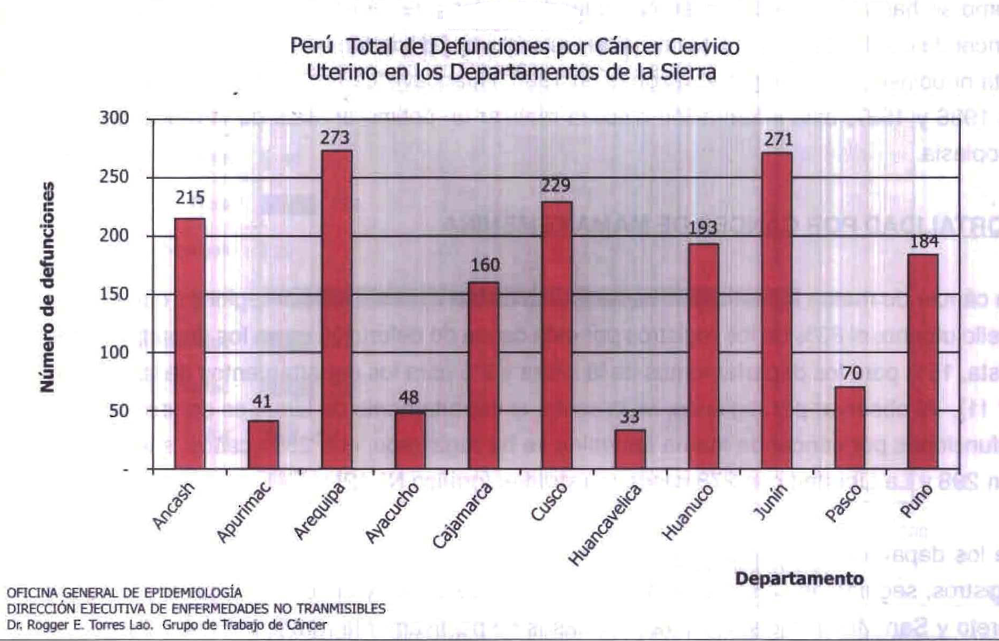 Perú Total de Defunciones por Cáncer Cervico
Uterino en los Departamentos de la Sierra
Número de defunciones
300
250
200
150
100
50
-
215
41
273
48
160
229
33
193
271
70
184
Ancash
Apurimac
Arequipa
Ayacucho
Cajamarca
Cusco
Huancavelica
Huanuco
Junín
Pasco
Puno
Departamento
OFICINA GENERAL DE EPIDEMIOLOGÍA
DIRECCIÓN EJECUTIVA DE ENFERMEDADES NO TRANMISIBLES
Dr. Rogger E. Torres Lao. Grupo de Trabajo de Cáncer